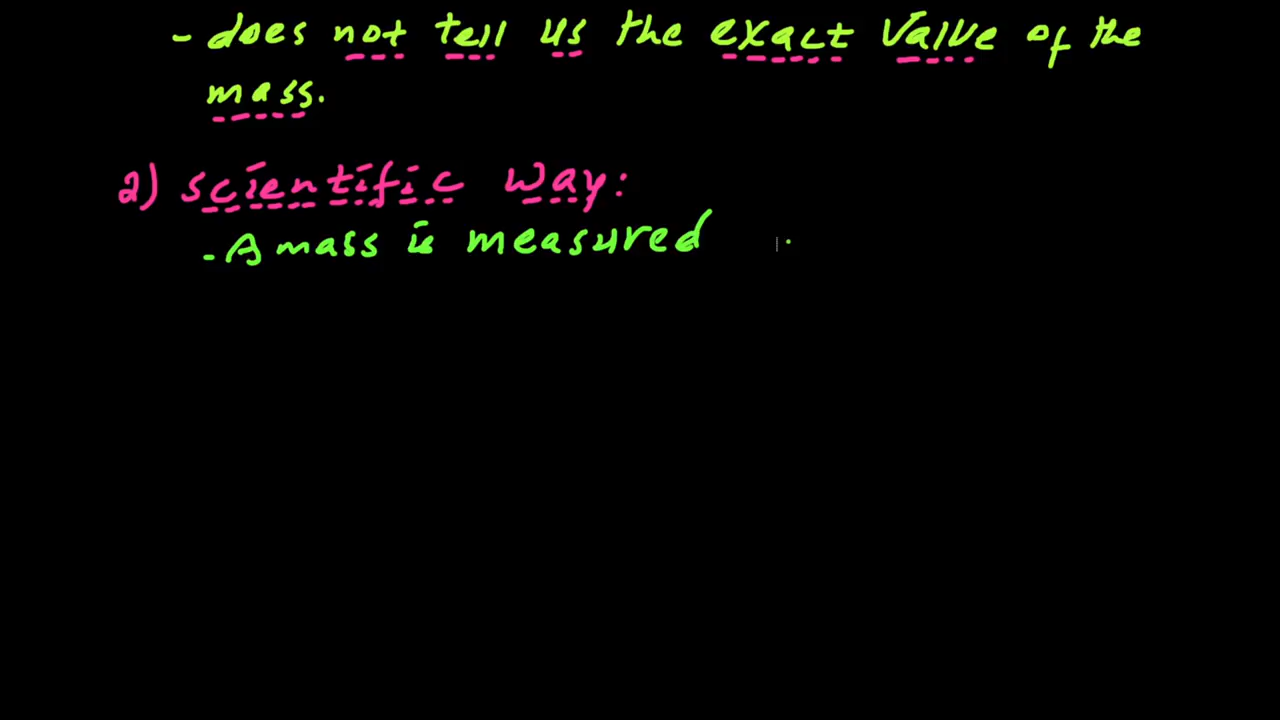 - does not tell us the exact value of the
mass.
2) scientific way:
- A mass is measured